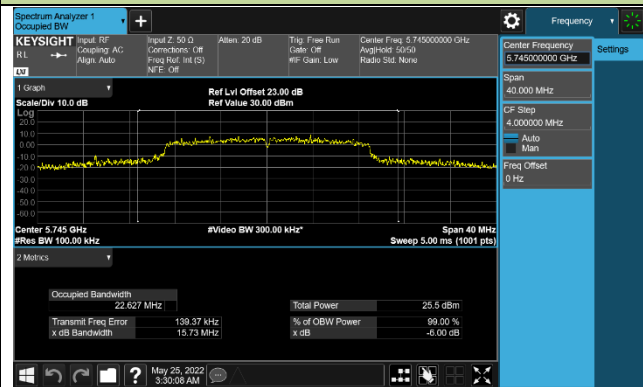 Spectrum Analyzer 1
Occupied BW
Frequency
KEYSIGHT
RL
LXI
Input: RF
Coupling: AC
Align: Auto
Input Z: 50 Ω
Corrections: Off
Freq Ref: Int (S)
NFE: Off
Atten: 20 dB
Trig: Free Run
Gate: Off
#IF Gain: Low
Center Freq: 5.745000000 GHz
Avg|Hold: 50/50
Radio Std: None
Center Frequency
5.745000000 GHz
Settings
Span
40.000 MHz
CF Step
4.000000 MHz
Auto
Man
Freq Offset
0 Hz
1 Graph
Scale/Div 10.0 dB
Ref Lvl Offset 23.00 dB
Ref Value 30.00 dBm
Log
20.0
10.0
0.00
-10.0
-20.0
-30.0
-40.0
-50.0
-60.0
Center 5.745 GHz
#Res BW 100.00 kHz
#Video BW 300.00 kHz*
Span 40 MHz
Sweep 5.00 ms (1001 pts)
2 Metrics
Occupied Bandwidth
22.627 MHz
Total Power 25.5 dBm
Transmit Freq Error 139.37 kHz
% of OBW Power 99.00 %
x dB Bandwidth 15.73 MHz
x dB -6.00 dB
May 25, 2022
3:30:08 AM